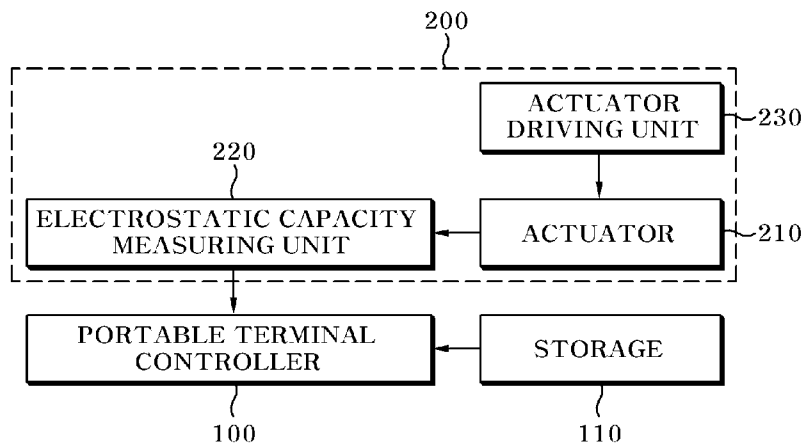 200
ACTUATOR
DRIVING UNIT
230
220
ELECTROSTATIC CAPACITY
MEASURING UNIT
ACTUATOR
210
PORTABLE TERMINAL
CONTROLLER
STORAGE
100
110